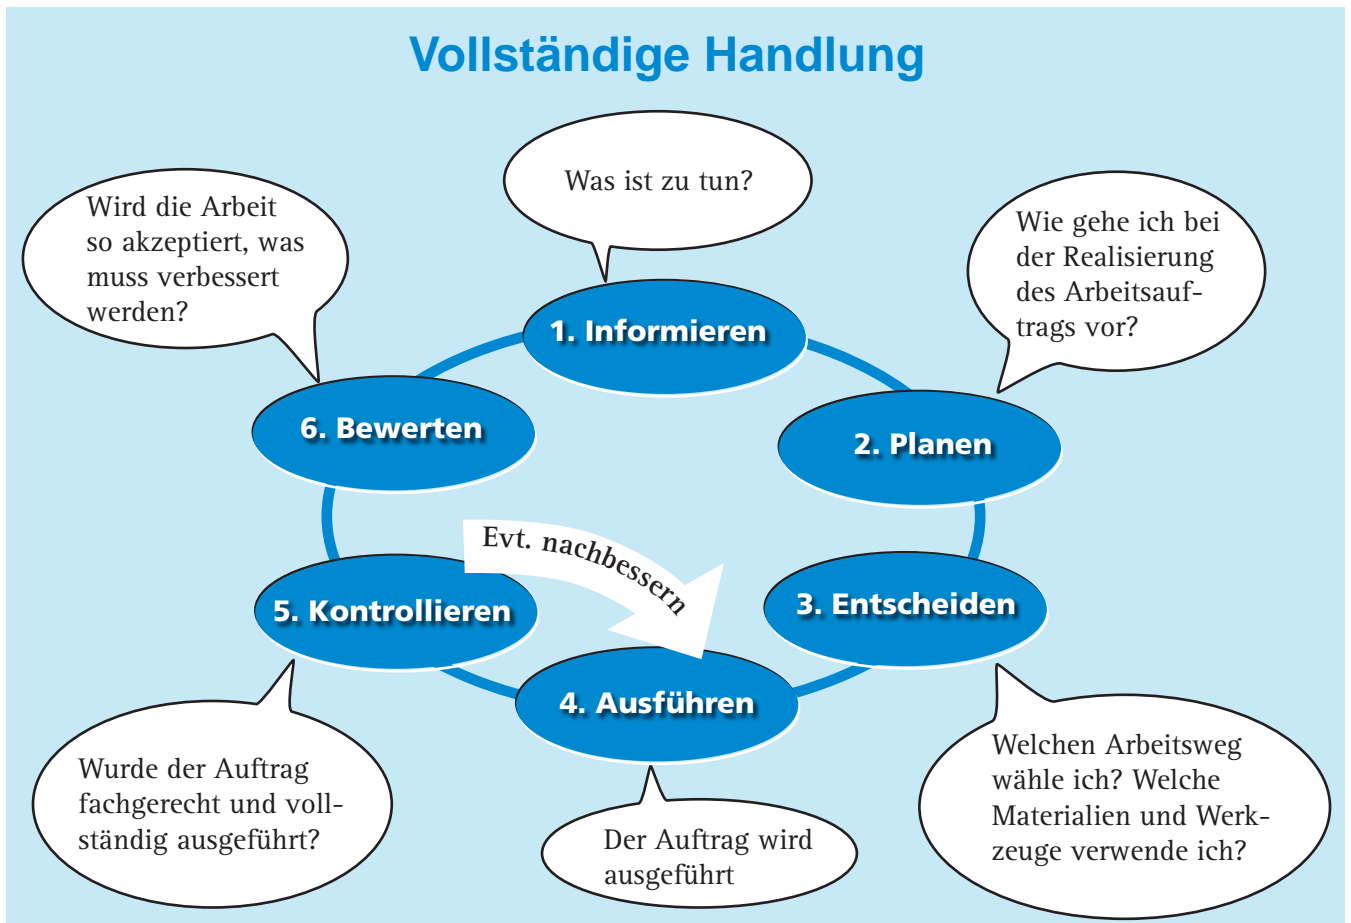 Vollständige Handlung
Was ist zu tun?
1. Informieren
Wie gehe ich bei
der Realisierung
des Arbeitsauf-
trags vor?
2. Planen
Welchen Arbeitsweg
wähle ich? Welche
Materialien und Werk-
zeuge verwende ich?
3. Entscheiden
Der Auftrag wird
ausgeführt
4. Ausführen
Evt. nachbessern
Wurde der Auftrag
fachgerecht und voll-
ständig ausgeführt?
5. Kontrollieren
Wird die Arbeit
so akzeptiert, was
muss verbessert
werden?
6. Bewerten